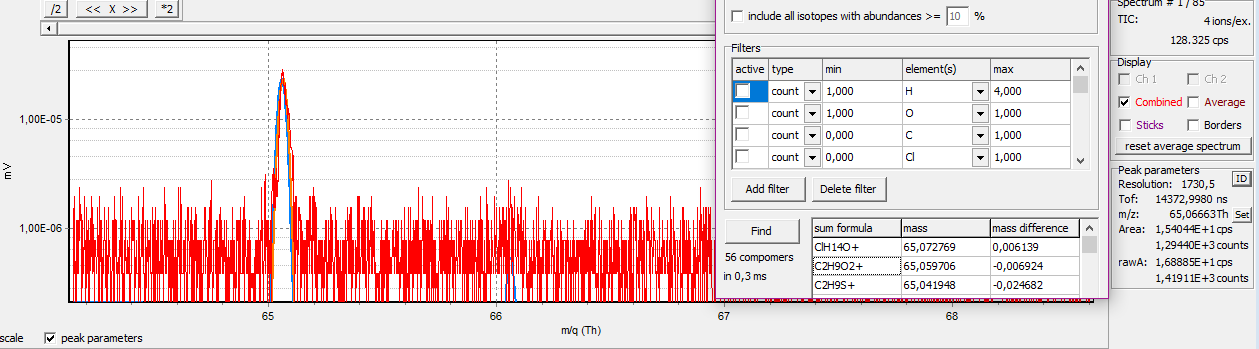 /2 << X >> *2
1,00E-05
1,00E-06
mV
65 66 67 68
m/q (Th)
scale peak parameters
include all isotopes with abundances >= 10 %
Filters
active type min element(s) max
count 1,000 H 4,000
count 1,000 O 1,000
count 0,000 C 1,000
count 0,000 Cl 1,000
Add filter Delete filter
Find
56 compomers
in 0,3 ms
sum formula mass mass difference
ClH14O+ 65,072769 0,006139
C2H9O2+ 65,059706 -0,006924
C2H9S+ 65,041948 -0,024682
Spectrum # 1 / 85
TIC: 4 ions/ex.
128.325 cps
Display
Ch 1 Ch 2
Combined Average
Sticks Borders
reset average spectrum
Peak parameters
Resolution: 1730,5 ID
Tof: 14372,9980 ns
m/z: 65,06663Th Set
Area: 1,54044E+1 cps
1,29440E+3 counts
rawA: 1,68885E+1 cps
1,41911E+3 counts